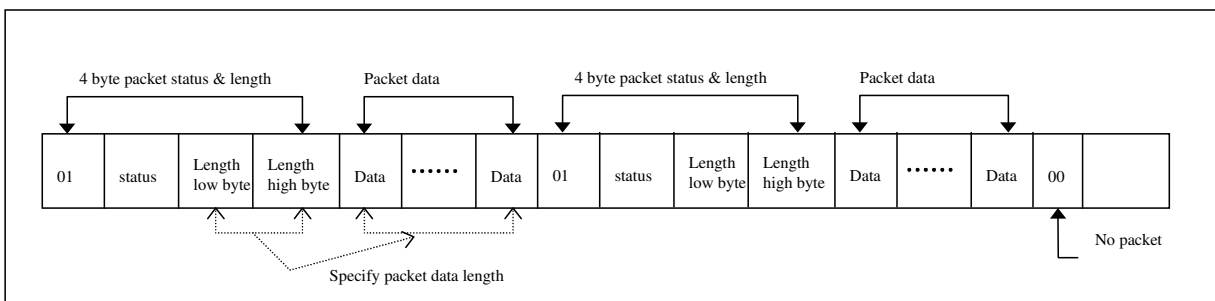 4 byte packet status & length
Packet data
4 byte packet status & length
Packet data
01
status
Length
low byte
Length
high byte
Data
••••••
Data
01
status
Length
low byte
Length
high byte
Data
••••••
Data
00
No packet
Specify packet data length